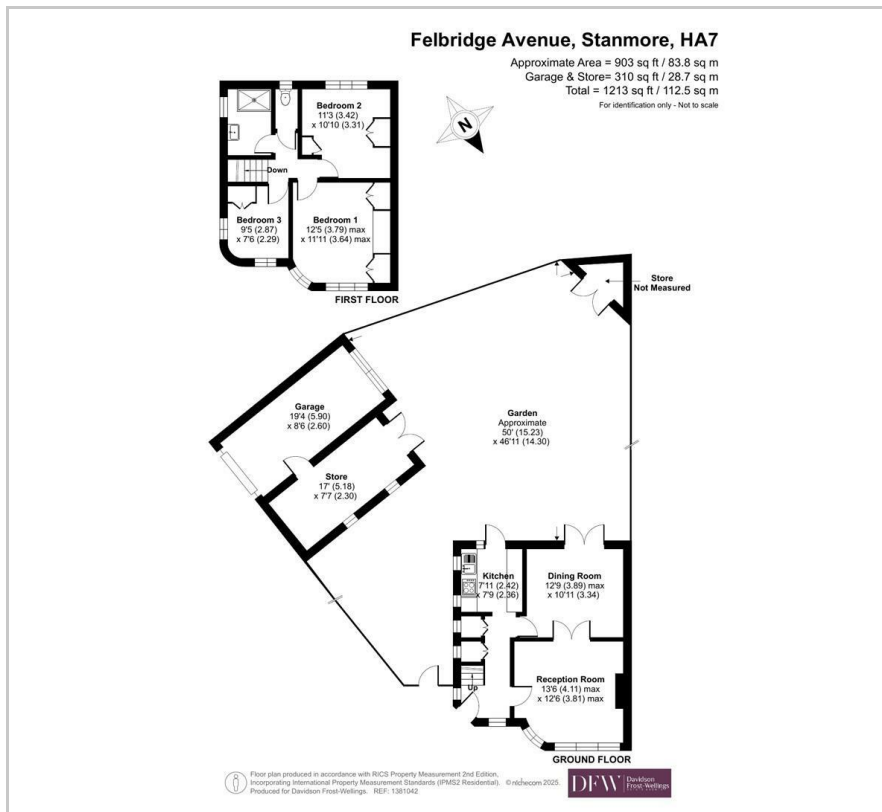 Felbridge Avenue, Stanmore, HA7
Approximate Area = 903 sq ft / 83.8 sq m
Garage & Store= 310 sq ft / 28.7 sq m
Total = 1213 sq ft / 112.5 sq m
For identification only - Not to scale
N
Bedroom 2
11'3 (3.42)
x 10'10 (3.31)
Down
Bedroom 3
9'5 (2.87)
x 7'6 (2.29)
Bedroom 1
12'5 (3.79) max
x 11'11 (3.64) max
FIRST FLOOR
Store
Not Measured
Garage
19'4 (5.90)
x 8'6 (2.60)
Garden
Approximate
50' (15.23)
x 46'11 (14.30)
Store
17' (5.18)
x 7'7 (2.30)
Kitchen
7'11 (2.42)
x 7'9 (2.36)
Dining Room
12'9 (3.89) max
x 10'11 (3.34)
Up
Reception Room
13'6 (4.11) max
x 12'6 (3.81) max
GROUND FLOOR
Floor plan produced in accordance with RICS Property Measurement 2nd Edition,
Incorporating International Property Measurement Standards (IPMS2 Residential). © nichecom 2025.
Produced for Davidson Frost-Wellings. REF: 1381042
DFW Davidson
Frost-Wellings